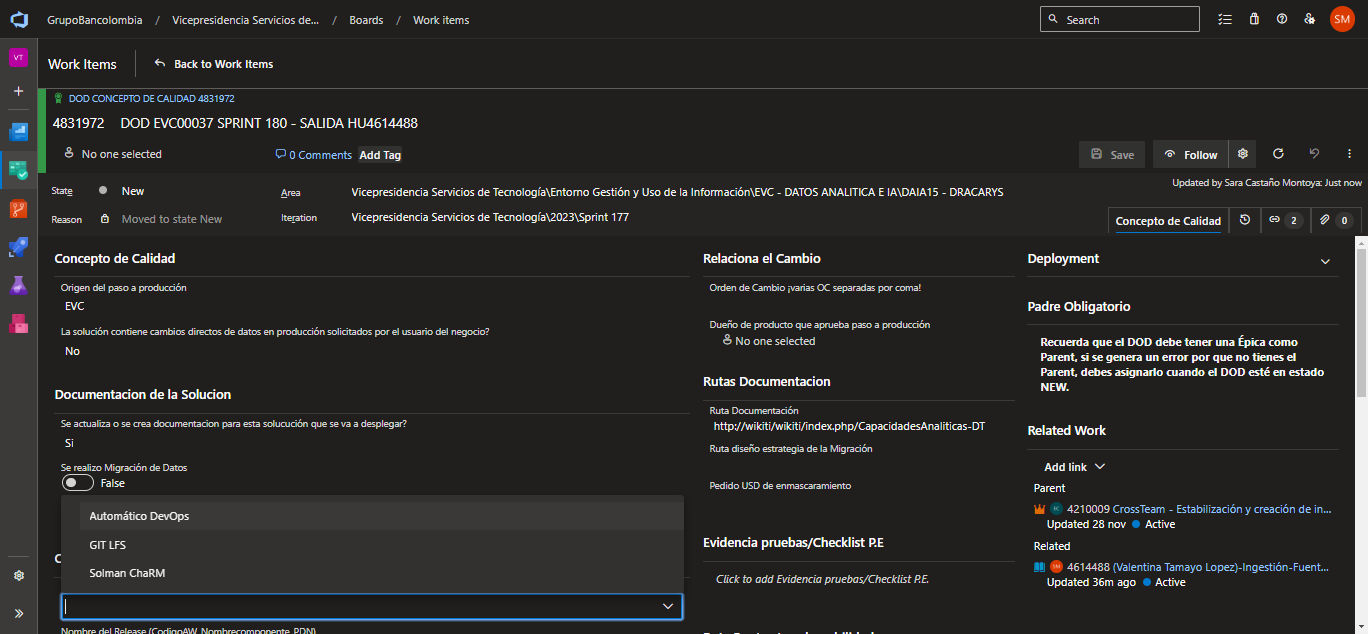 GrupoBancolombia / Vicepresidencia Servicios de... / Boards / Work items
Search
SM
VT
Work Items
Back to Work Items
DOD CONCEPTO DE CALIDAD 4831972
4831972 DOD EVC00037 SPRINT 180 - SALIDA HU4614488
No one selected
0 Comments
Add Tag
Save
Follow
State
New
Area
Vicepresidencia Servicios de Tecnología\Entorno Gestión y Uso de la Información\EVC - DATOS ANALITICA E IA\DAIA15 - DRACARYS
Updated by Sara Castaño Montoya: Just now
Reason
Moved to state New
Iteration
Vicepresidencia Servicios de Tecnología\2023\Sprint 177
Concepto de Calidad
2
0
Concepto de Calidad
Origen del paso a producción
EVC
La solución contiene cambios directos de datos en producción solicitados por el usuario del negocio?
No
Documentacion de la Solucion
Se actualiza o se crea documentacion para esta solucución que se va a desplegar?
Si
Se realizo Migración de Datos
False
Automático DevOps
GIT LFS
Solman ChaRM
Nombre del Release (CodigoAW_Nombrecomponente_PDN)
Relaciona el Cambio
Orden de Cambio ¡varias OC separadas por coma!
Dueño de producto que aprueba paso a producción
No one selected
Rutas Documentacion
Ruta Documentación
http://wikiti/wikiti/index.php/CapacidadesAnaliticas-DT
Ruta diseño estrategia de la Migración
Pedido USD de enmascaramiento
Evidencia pruebas/Checklist P.E
Click to add Evidencia pruebas/Checklist P.E.
Deployment
Padre Obligatorio
Recuerda que el DOD debe tener una Épica como
Parent, si se genera un error por que no tienes el
Parent, debes asignarlo cuando el DOD esté en estado
NEW.
Related Work
Add link
Parent
4210009 CrossTeam - Estabilización y creación de in...
Updated 28 nov Active
Related
SM 4614488 (Valentina Tamayo Lopez)-Ingestión-Fuent...
Updated 36m ago Active